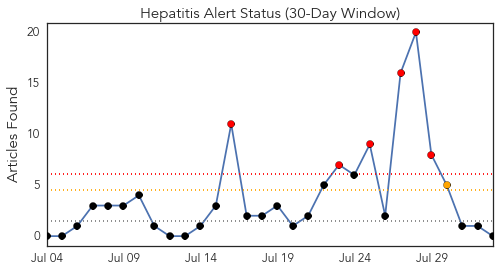 Hepatitis Alert Status (30-Day Window)
Articles Found
20
15
10
5
0
Jul 04 Jul 09 Jul 14 Jul 19 Jul 24 Jul 29